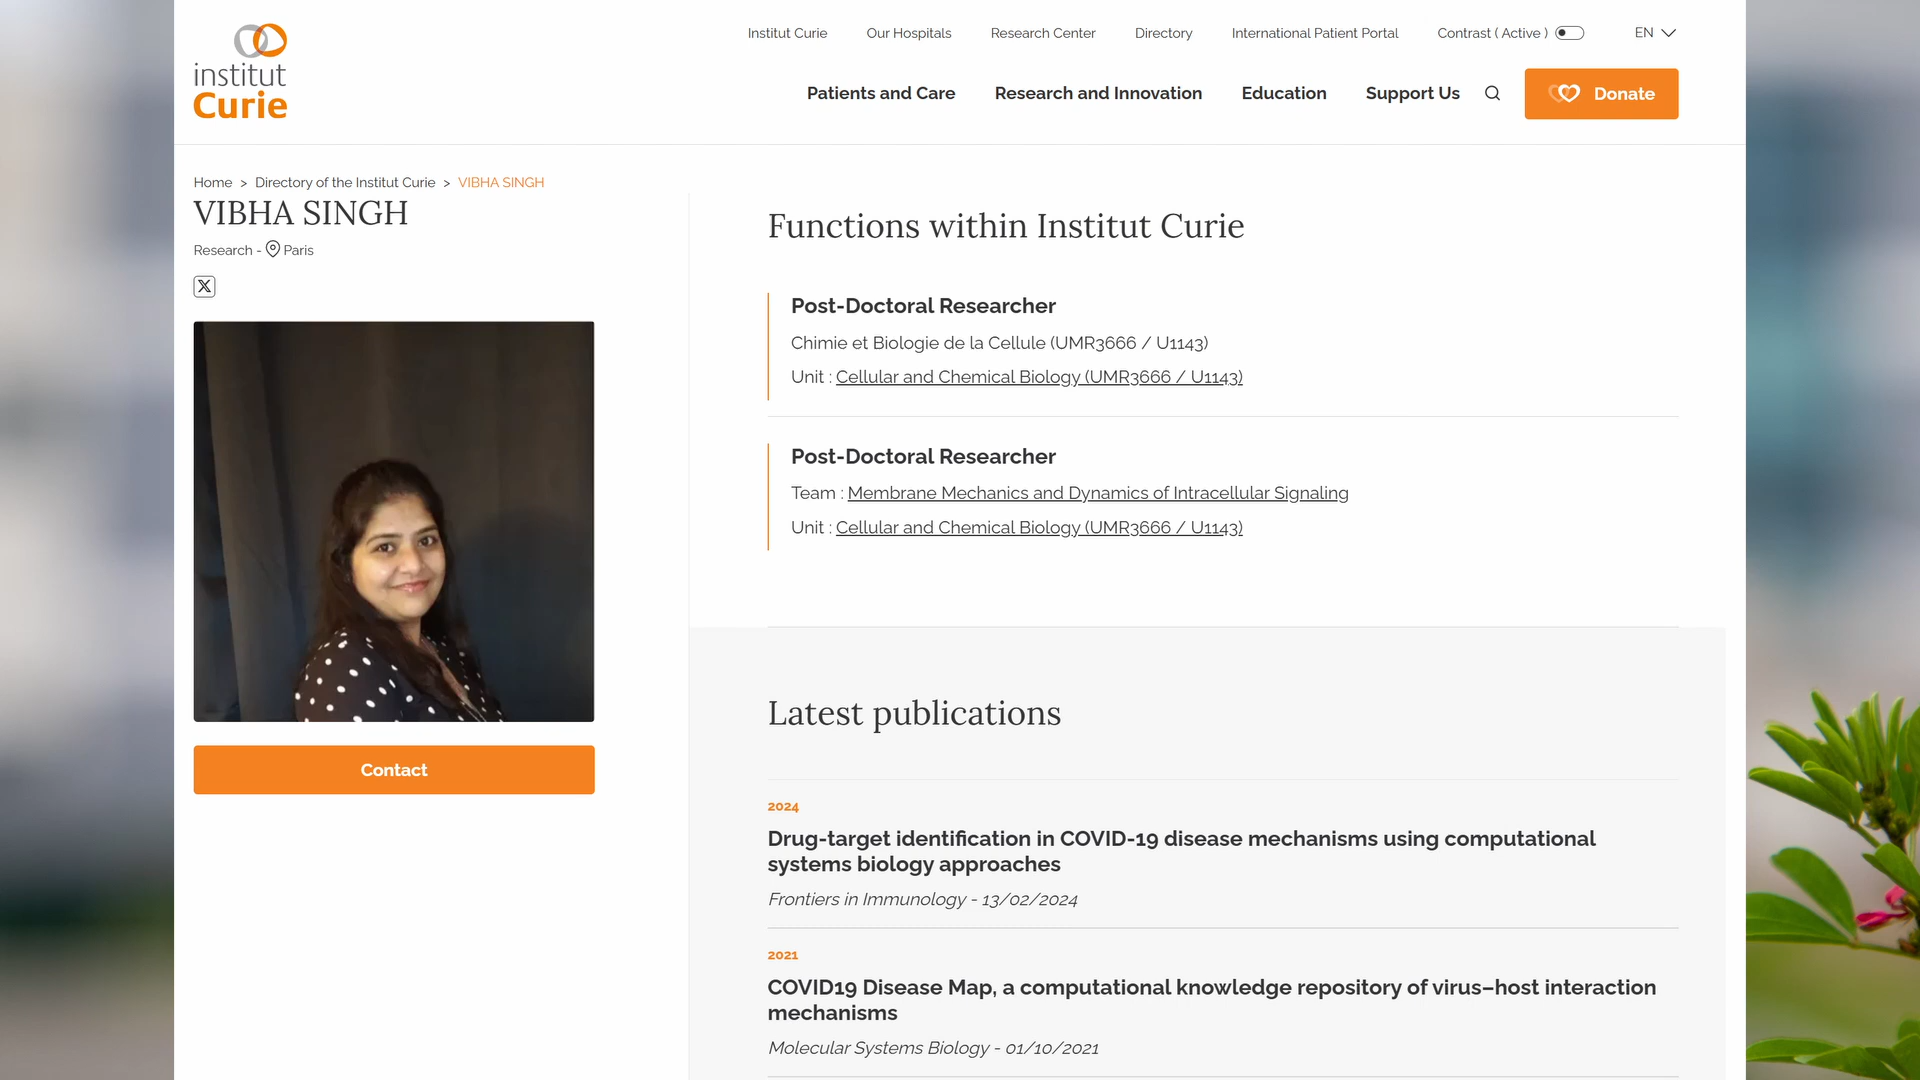 institut
Curie
Institut Curie
Our Hospitals
Research Center
Directory
International Patient Portal
Contrast ( Active )
EN
Patients and Care
Research and Innovation
Education
Support Us
Donate
Home > Directory of the Institut Curie > VIBHA SINGH
VIBHA SINGH
Research - Paris
Contact
Functions within Institut Curie
Post-Doctoral Researcher
Chimie et Biologie de la Cellule (UMR3666 / U1143)
Unit : Cellular and Chemical Biology (UMR3666 / U1143)
Post-Doctoral Researcher
Team : Membrane Mechanics and Dynamics of Intracellular Signaling
Unit : Cellular and Chemical Biology (UMR3666 / U1143)
Latest publications
2024
Drug-target identification in COVID-19 disease mechanisms using computational
systems biology approaches
Frontiers in Immunology - 13/02/2024
2021
COVID19 Disease Map, a computational knowledge repository of virus–host interaction
mechanisms
Molecular Systems Biology - 01/10/2021